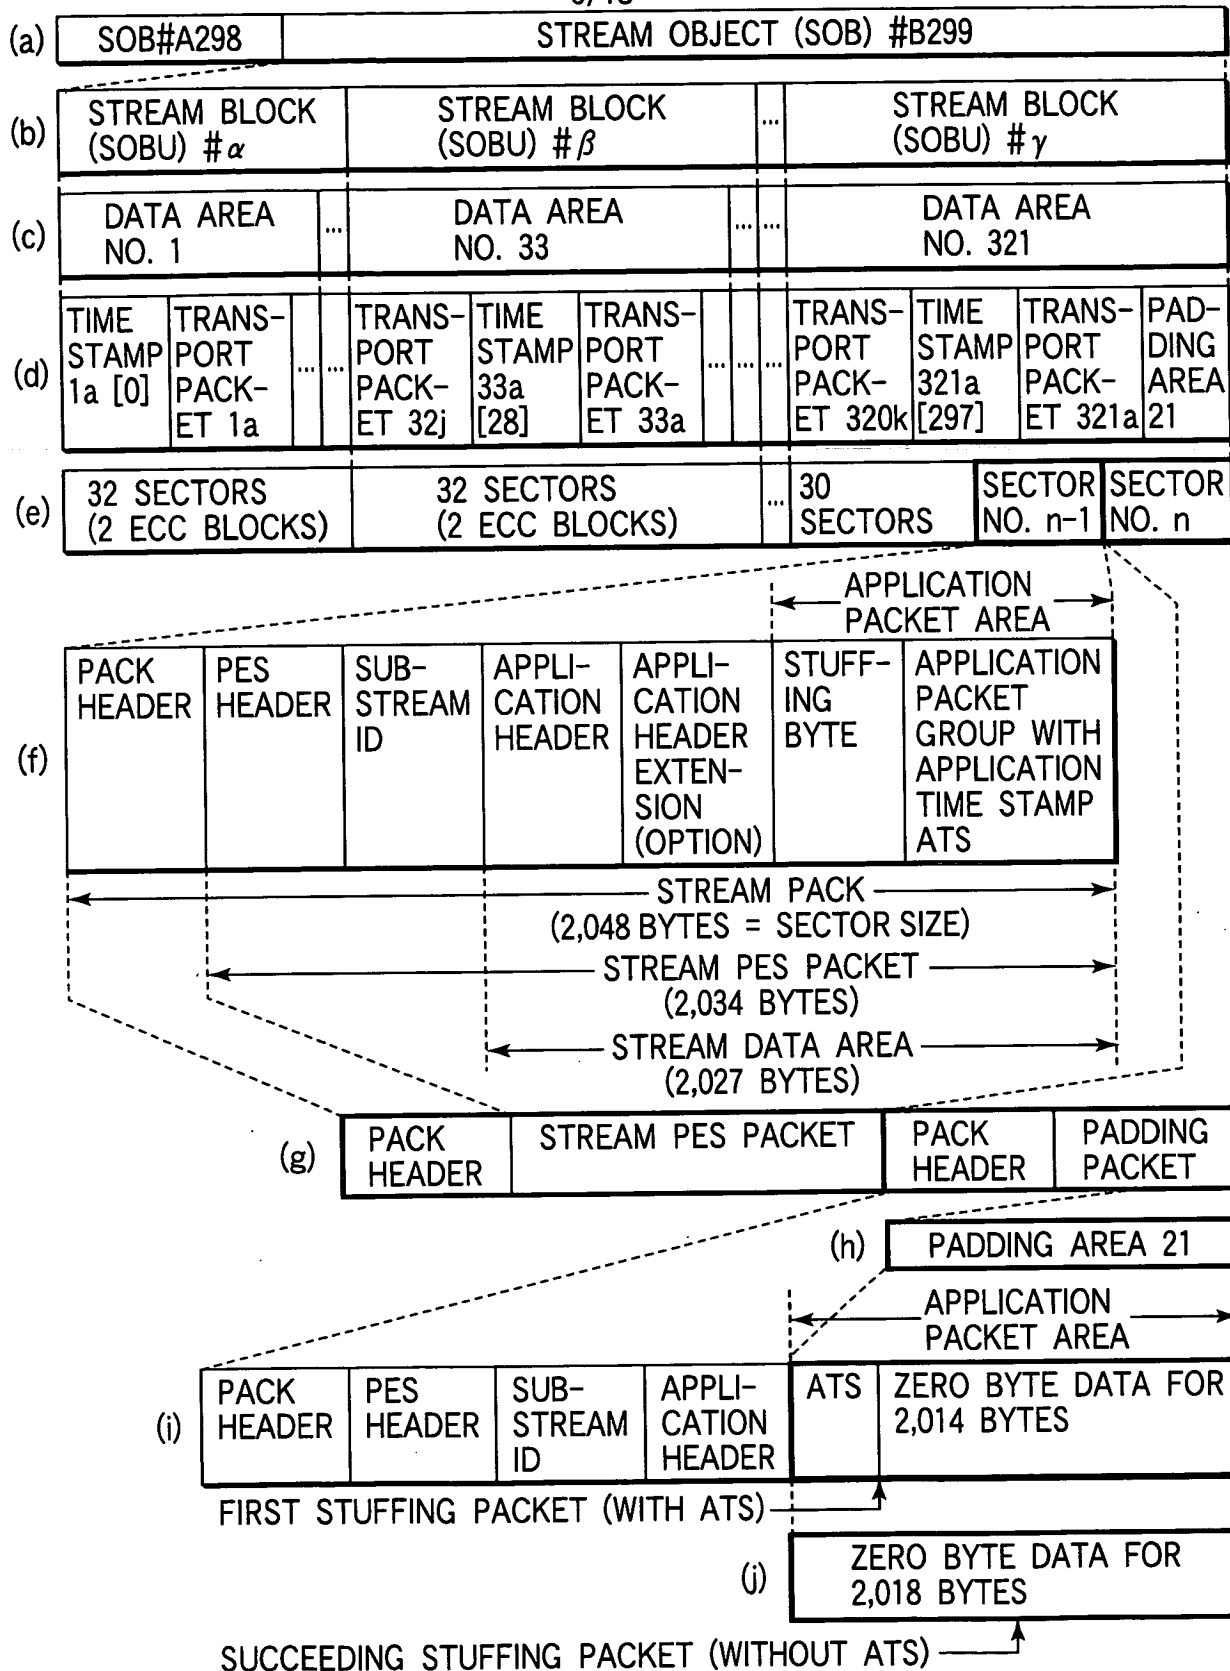 (a) SOB#A298 STREAM OBJECT (SOB) #B299
(b) STREAM BLOCK (SOBU) #α STREAM BLOCK (SOBU) #β ... STREAM BLOCK (SOBU) #γ
(c) DATA AREA NO. 1 ... DATA AREA NO. 33 ... ... DATA AREA NO. 321
(d) TIME STAMP 1a [0] TRANS-PORT PACK-ET 1a ... ... TRANS-PORT PACK-ET 32j TIME STAMP 33a [28] TRANS-PORT PACK-ET 33a ... ... ... TRANS-PORT PACK-ET 320k TIME STAMP 321a [297] TRANS-PORT PACK-ET 321a PAD-DING AREA 21
(e) 32 SECTORS (2 ECC BLOCKS) 32 SECTORS (2 ECC BLOCKS) ... 30 SECTORS SECTOR NO. n-1 SECTOR NO. n
APPLICATION
PACKET AREA
(f) PACK HEADER PES HEADER SUB-STREAM ID APPLI-CATION HEADER APPLI-CATION HEADER EXTEN-SION (OPTION) STUFF-ING BYTE APPLICATION PACKET GROUP WITH APPLICATION TIME STAMP ATS
STREAM PACK
(2,048 BYTES = SECTOR SIZE)
STREAM PES PACKET
(2,034 BYTES)
STREAM DATA AREA
(2,027 BYTES)
(g) PACK HEADER STREAM PES PACKET PACK HEADER PADDING PACKET
(h) PADDING AREA 21
APPLICATION
PACKET AREA
(i) PACK HEADER PES HEADER SUB-STREAM ID APPLI-CATION HEADER ATS ZERO BYTE DATA FOR 2,014 BYTES
FIRST STUFFING PACKET (WITH ATS)
(j) ZERO BYTE DATA FOR 2,018 BYTES
SUCCEEDING STUFFING PACKET (WITHOUT ATS)